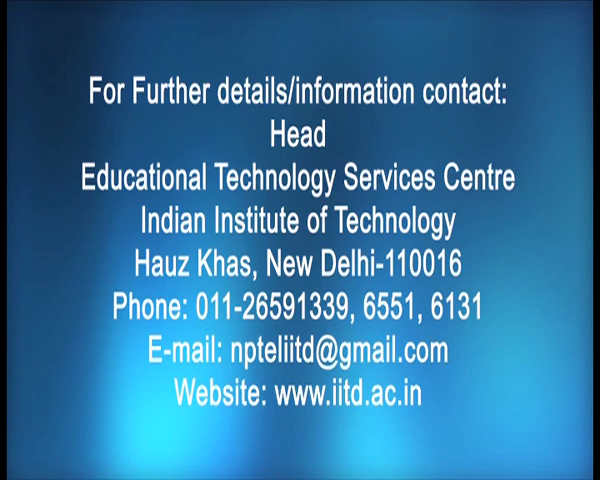 For Further details/information contact:
Head
Educational Technology Services Centre
Indian Institute of Technology
Hauz Khas, New Delhi-110016
Phone: 011-26591339, 6551, 6131
E-mail: npteliitd@gmail.com
Website: www.iitd.ac.in